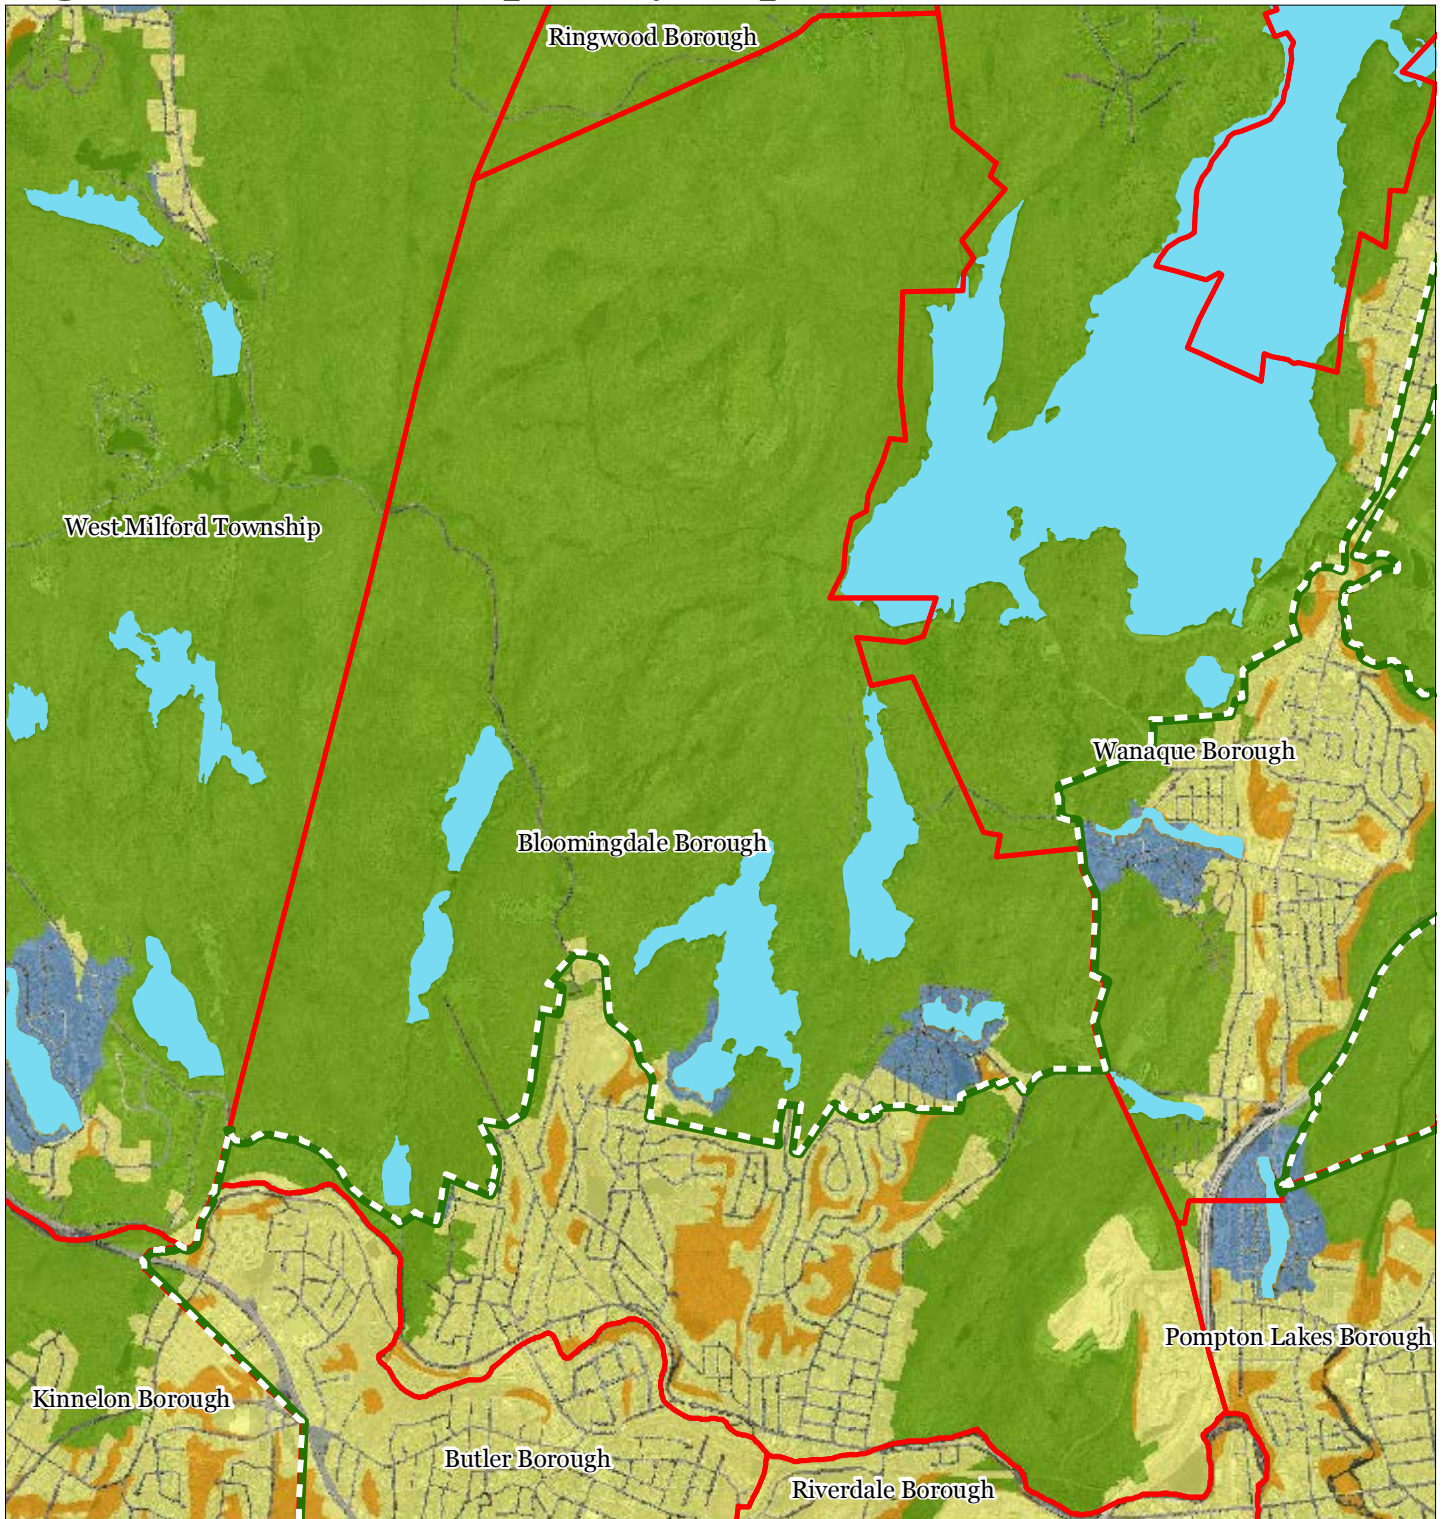 Ringwood Borough
West Milford Township
Wanaque Borough
Bloomingdale Borough
Pompton Lakes Borough
Kinnelon Borough
Butler Borough
Riverdale Borough